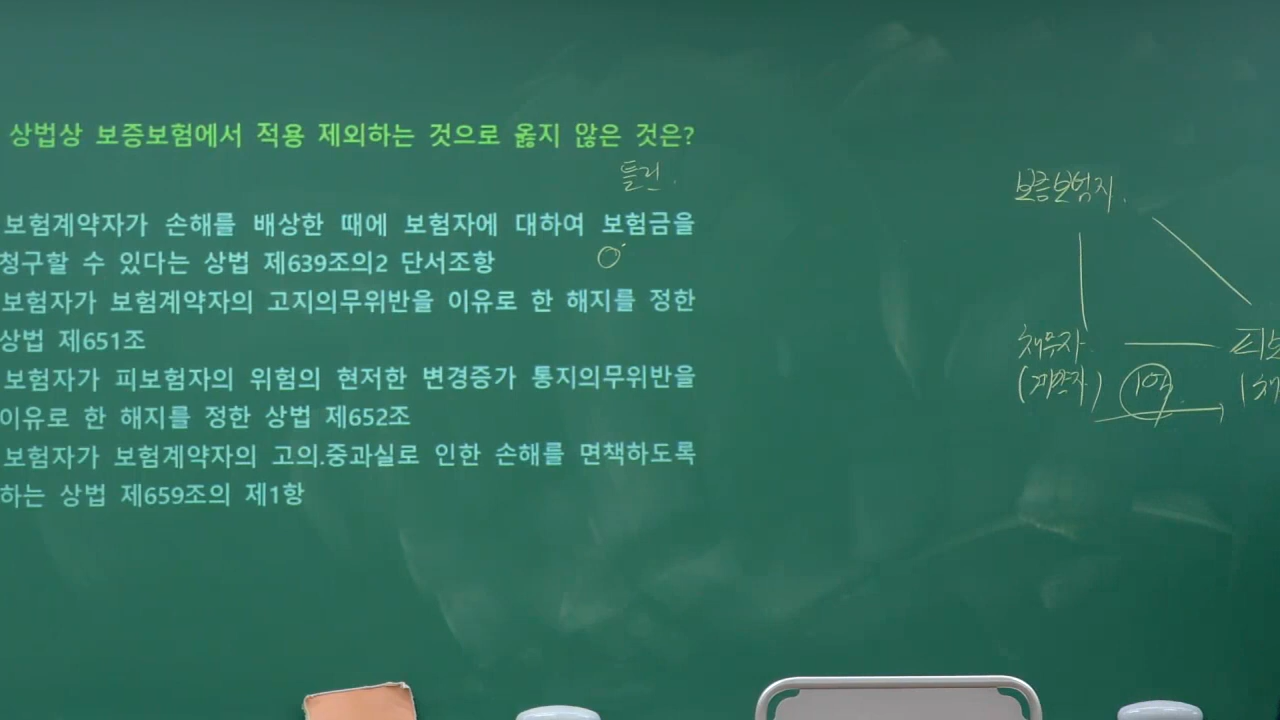 상법상 보증보험에서 적용 제외하는 것으로 옳지 않은 것은?
틀린.
보험계약자가 손해를 배상한 때에 보험자에 대하여 보험금을
청구할 수 있다는 상법 제639조의2 단서조항
보험자가 보험계약자의 고지의무위반을 이유로 한 해지를 정한
상법 제651조
보험자가 피보험자의 위험의 현저한 변경증가 통지의무위반을
이유로 한 해지를 정한 상법 제652조
보험자가 보험계약자의 고의.중과실로 인한 손해를 면책하도록
하는 상법 제659조의 제1항
보증보험자.
채무자
피보
(계약자)
10억
(채